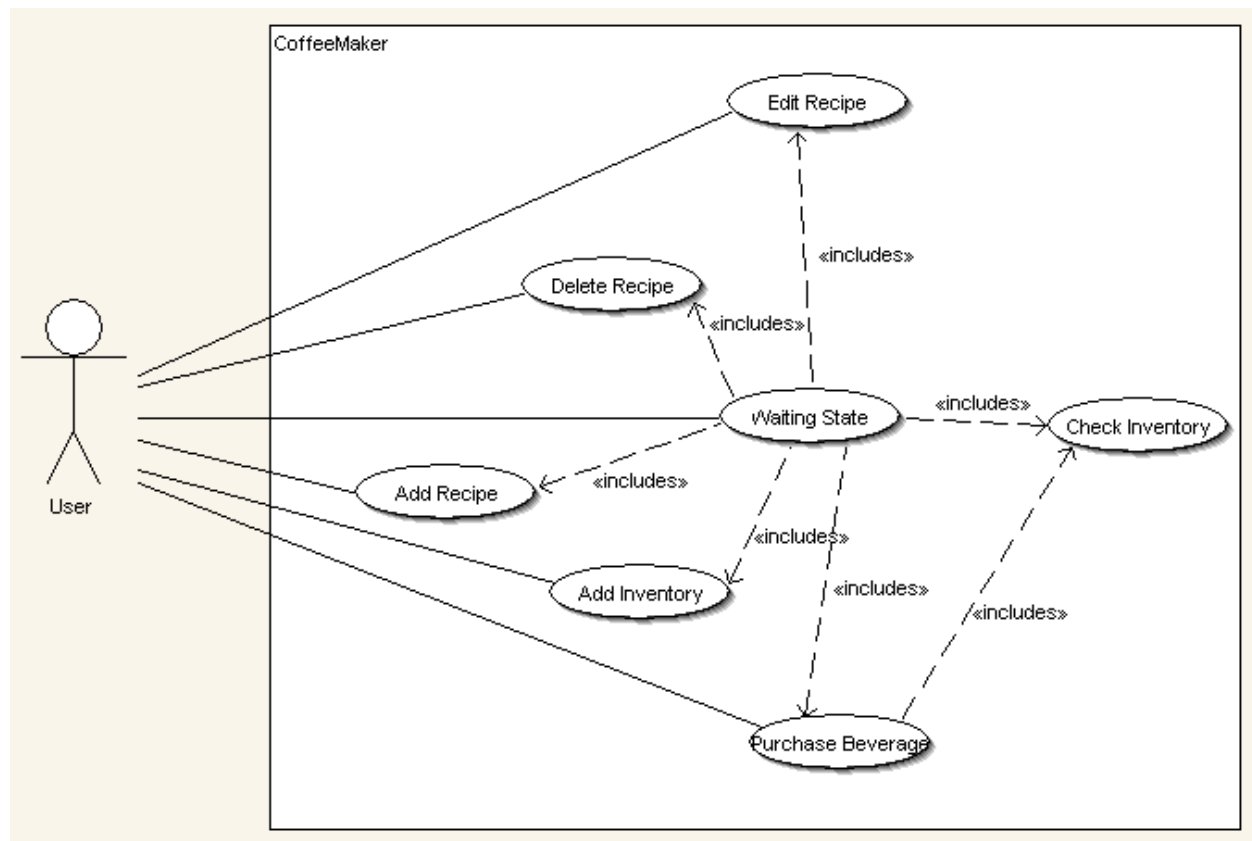 CoffeeMaker
Edit Recipe
«includes»
Delete Recipe
«includes»
«includes»
Waiting State
Check Inventory
«includes»
Add Recipe
User
«includes»
Add Inventory
«includes»
«includes»
Purchase Beverage